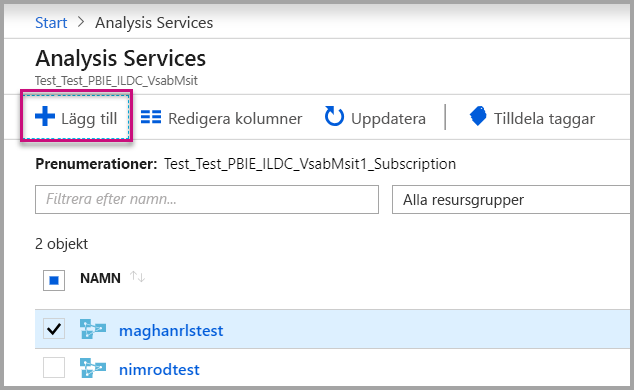 Start > Analysis Services
Analysis Services
Test_Test_PBIE_ILDC_VsabMsit
Lägg till Redigera kolumner Uppdatera Tilldela taggar
Prenumerationer: Test_Test_PBIE_ILDC_VsabMsit1_Subscription
Filtrera efter namn... Alla resursgrupper
2 objekt
NAMN
maghanrlstest
nimrodtest